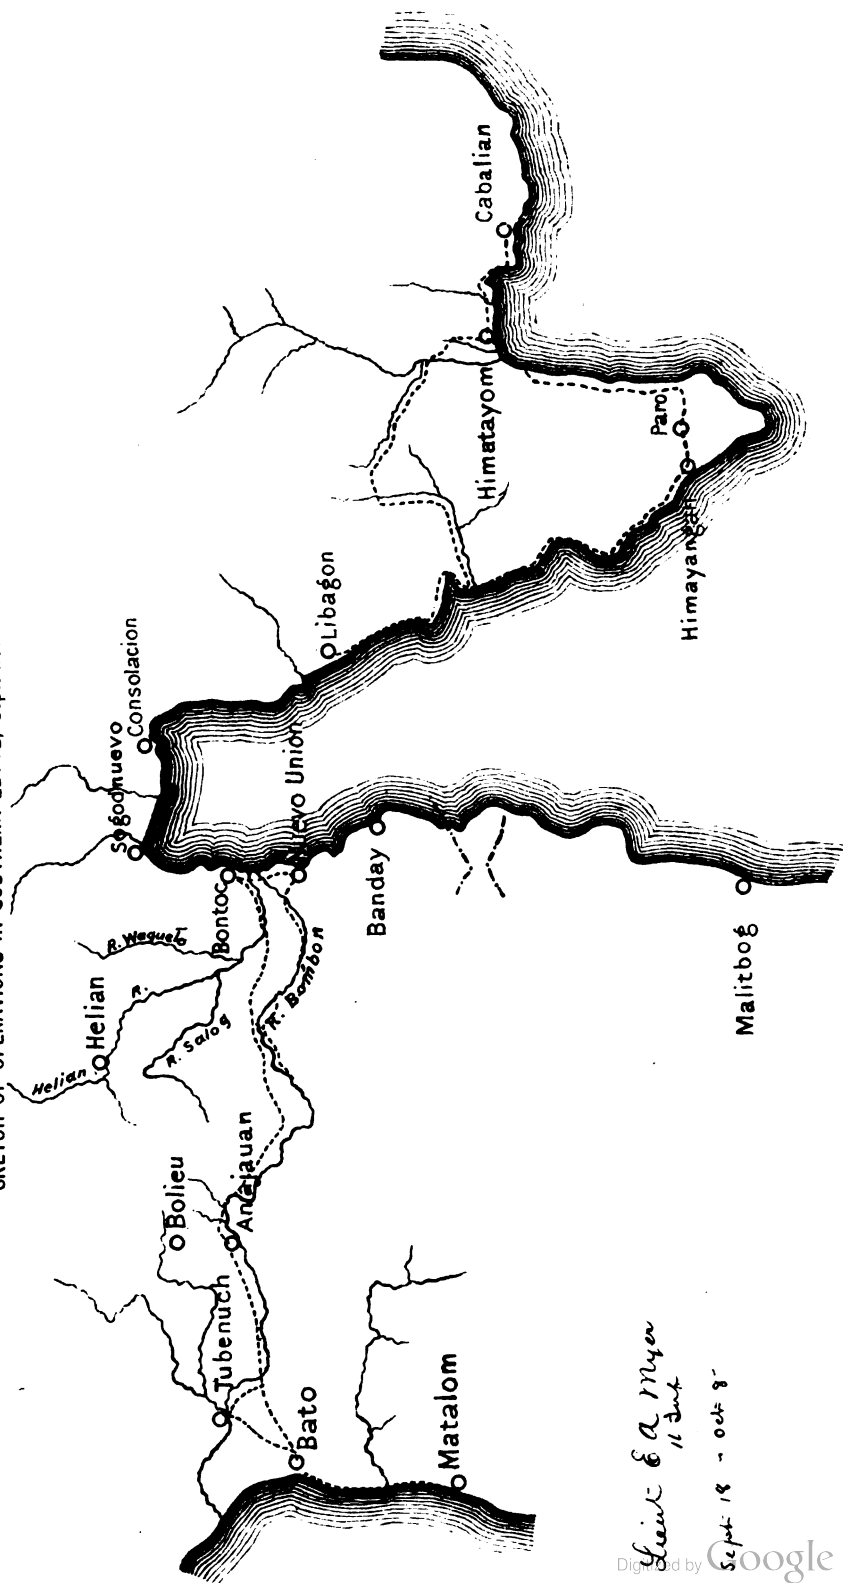 Cabalian
Himatayom
Paro
Himayangan
Libagon
Consolacion
Sogodnuevo
Nuevo Union
Bontoc
Banday
Malitbog
R. Waguet
R.
Helian
Helian
R. Salog
R. Bombon
Bolieu
Anajauan
Tubenuch
Bato
Matalom
Lieut E A Myer
11 Inf
Sept 18 - Oct 8
Digitized by Google